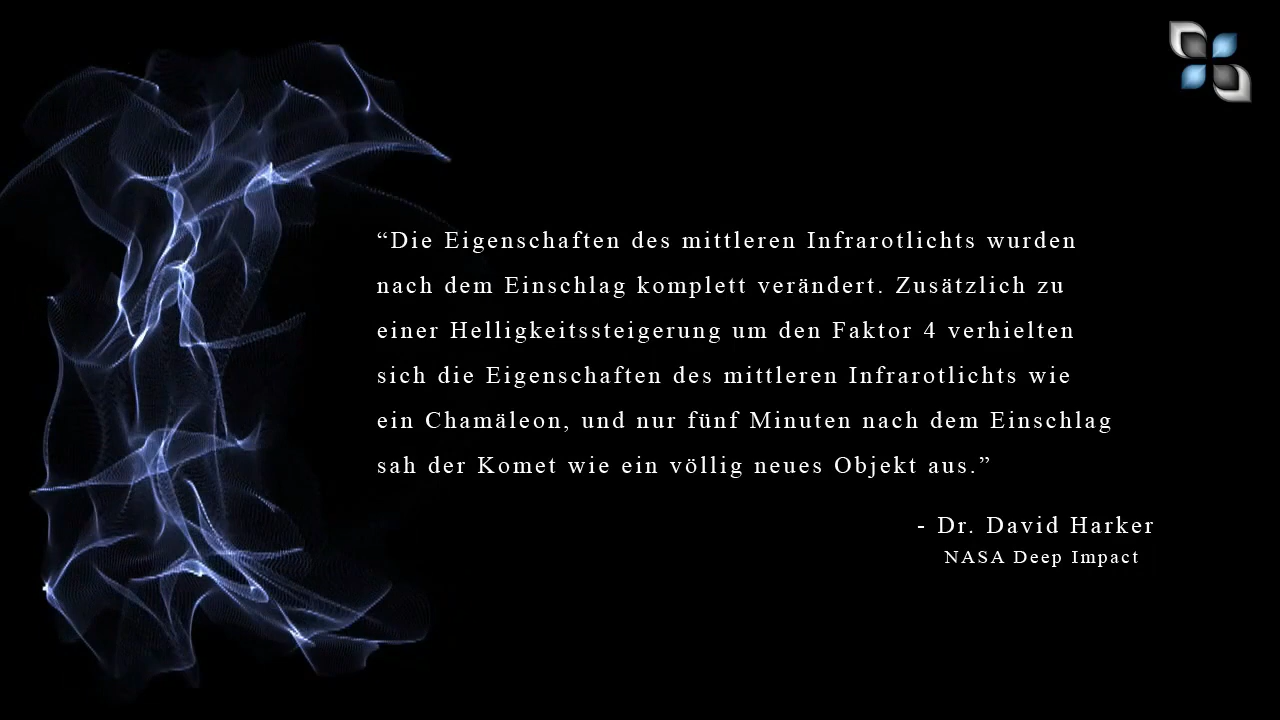 “Die Eigenschaften des mittleren Infrarotlichts wurden
nach dem Einschlag komplett verändert. Zusätzlich zu
einer Helligkeitssteigerung um den Faktor 4 verhielten
sich die Eigenschaften des mittleren Infrarotlichts wie
ein Chamäleon, und nur fünf Minuten nach dem Einschlag
sah der Komet wie ein völlig neues Objekt aus.”
- Dr. David Harker
NASA Deep Impact